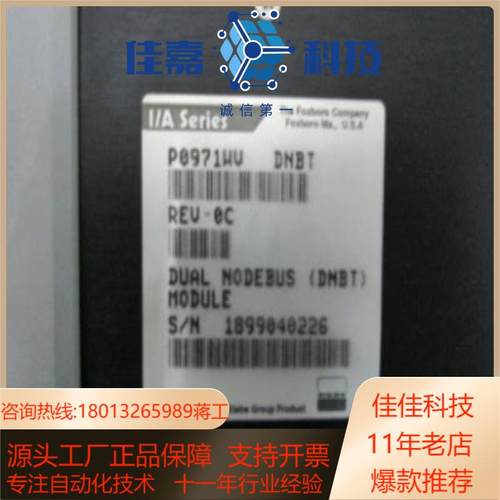 佳嘉 科技
诚信第一
I/A Series
The Foxboro Company
Foxboro Ma., U.S.A
P0971WV DNBT
REV-0C
DUAL NODEBUS (DNBT)
MODULE
S/N 1899040226
Siebe Group Product
咨询热线:18013265989蒋工
源头工厂正品保障 支持开票
专注自动化技术 十一年行业经验
佳佳科技
11年老店
爆款推荐